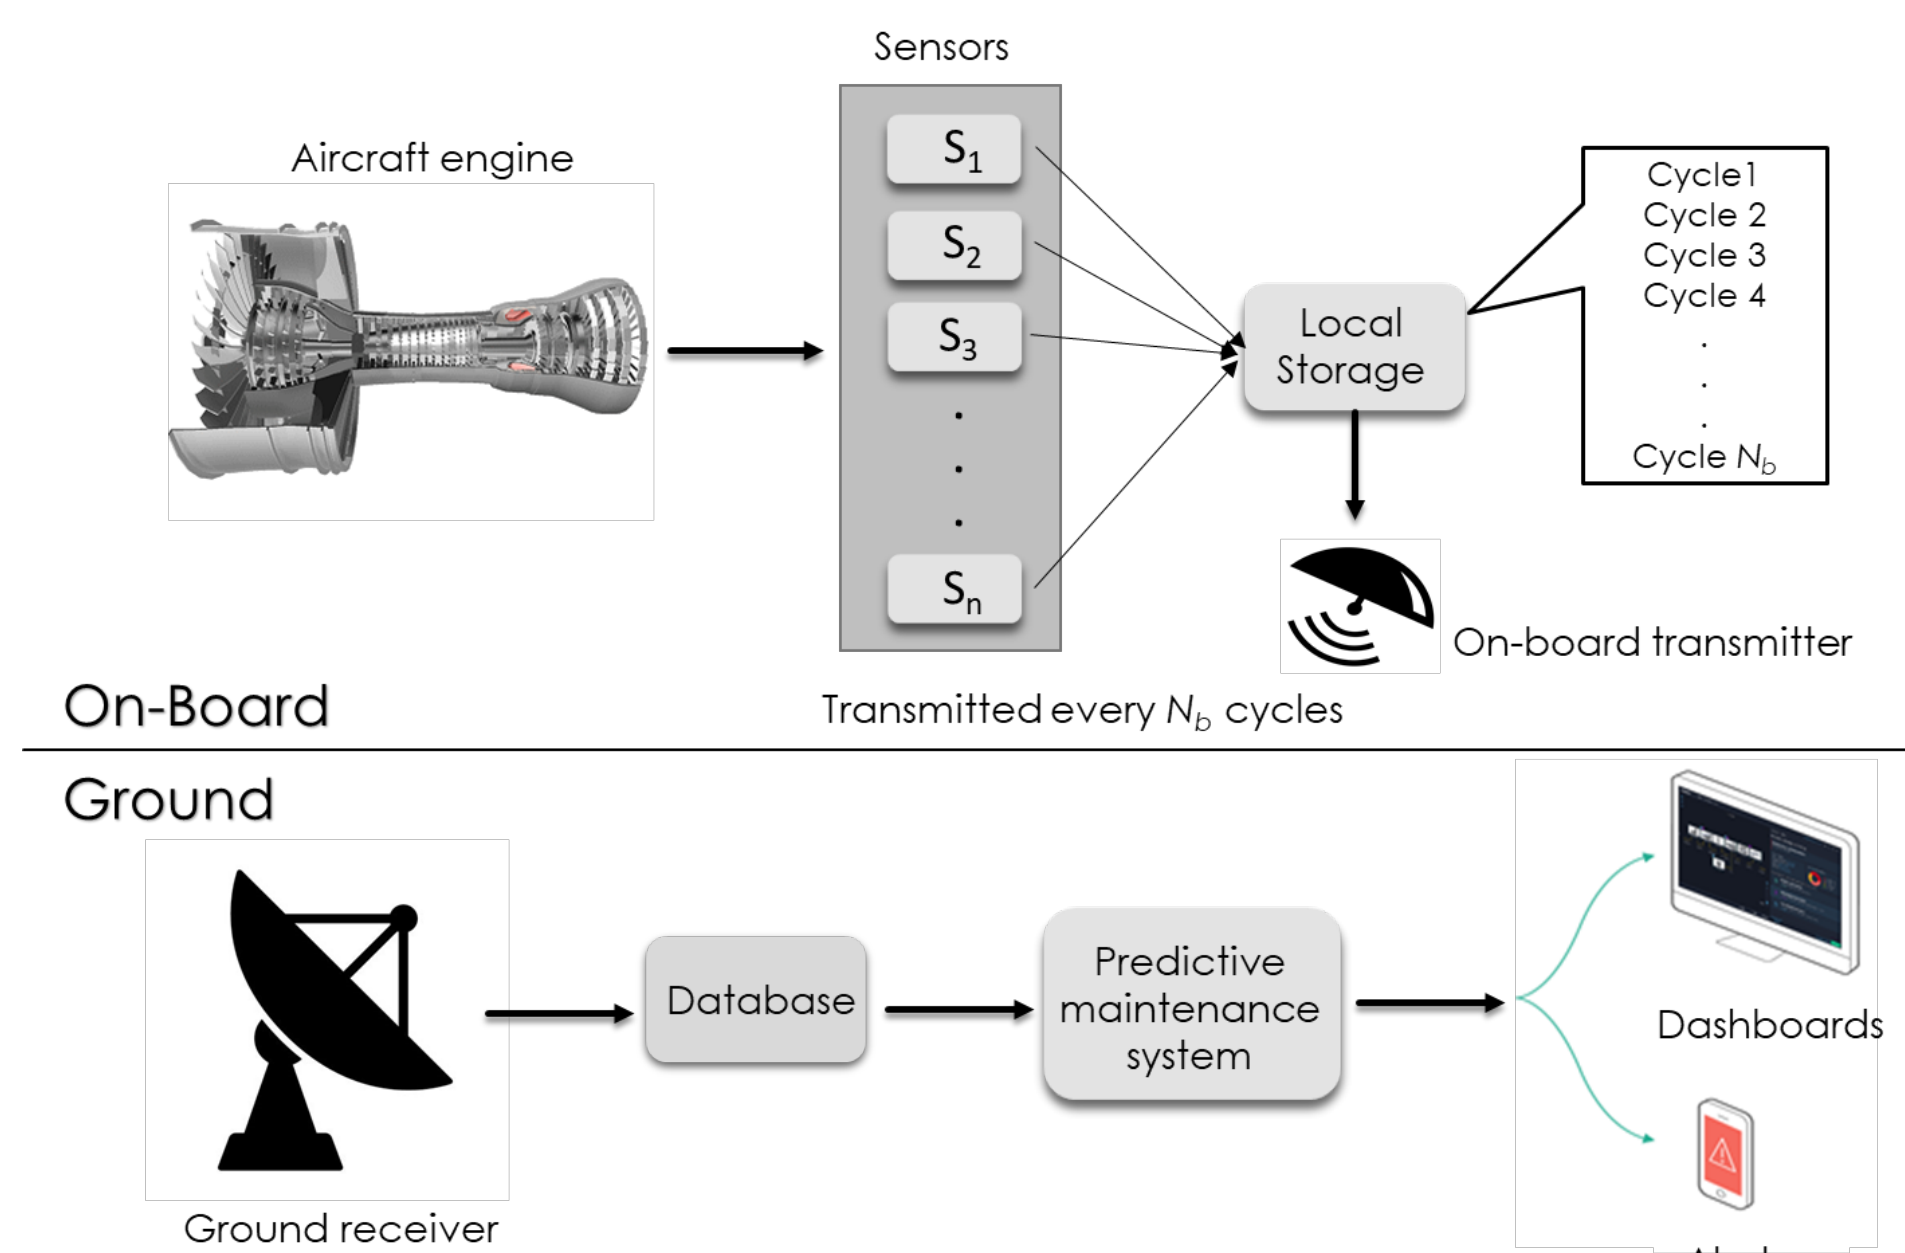 Sensors
Aircraft engine
S1
S2
S3
.
.
.
Sn
Local
Storage
Cycle1
Cycle 2
Cycle 3
Cycle 4
.
.
.
Cycle Nb
On-board transmitter
On-Board
Transmitted every Nb cycles
Ground
Ground receiver
Database
Predictive
maintenance
system
Dashboards